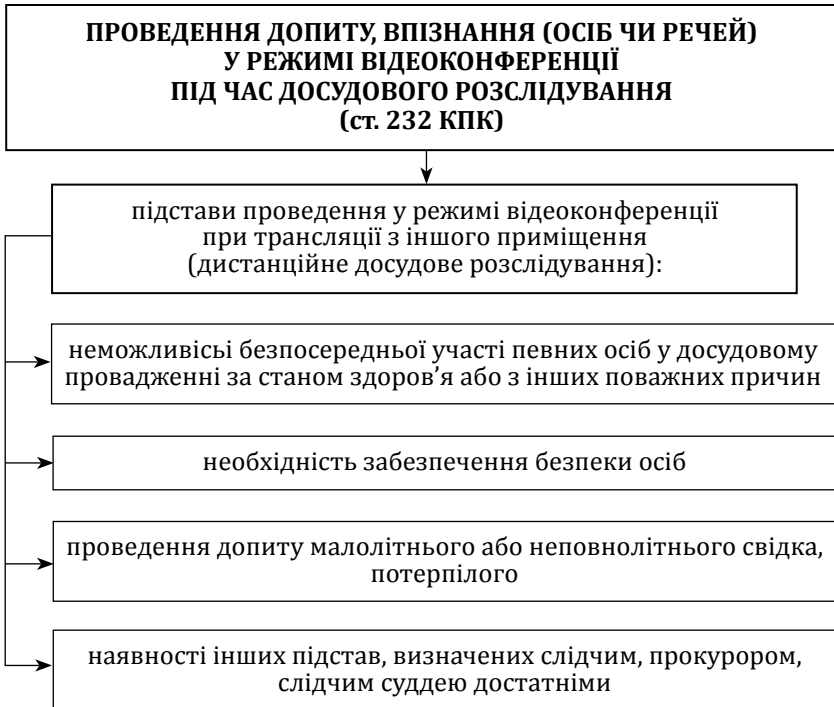 ПРОВЕДЕННЯ ДОПИТУ, ВПІЗНАННЯ (ОСІБ ЧИ РЕЧЕЙ)
У РЕЖИМІ ВІДЕОКОНФЕРЕНЦІЇ
ПІД ЧАС ДОСУДОВОГО РОЗСЛІДУВАННЯ
(ст. 232 КПК)
підстави проведення у режимі відеоконференції
при трансляції з іншого приміщення
(дистанційне досудове розслідування):
неможливісьі безпосередньої участі певних осіб у досудовому
провадженні за станом здоров’я або з інших поважних причин
необхідність забезпечення безпеки осіб
проведення допиту малолітнього або неповнолітнього свідка,
потерпілого
наявності інших підстав, визначених слідчим, прокурором,
слідчим суддею достатніми